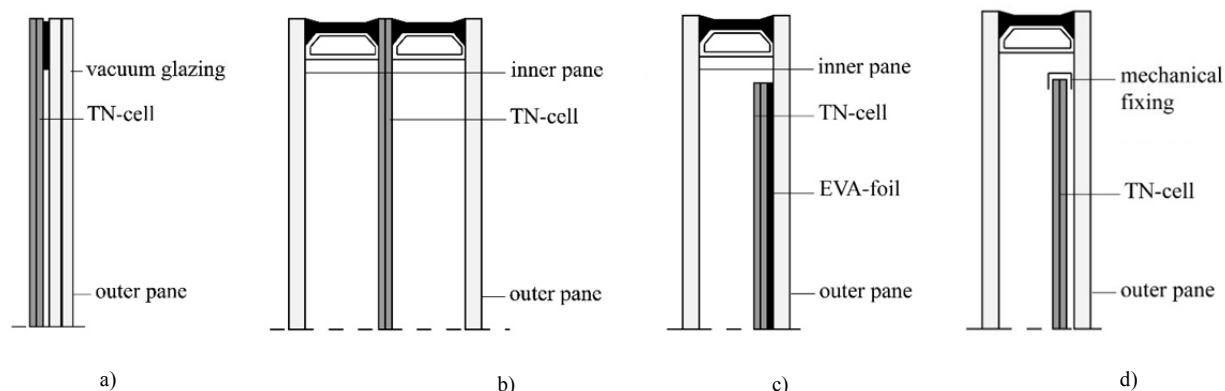 vacuum glazing
TN-cell
outer pane
a)
inner pane
TN-cell
outer pane
b)
inner pane
TN-cell
EVA-foil
outer pane
c)
mechanical
fixing
TN-cell
outer pane
d)